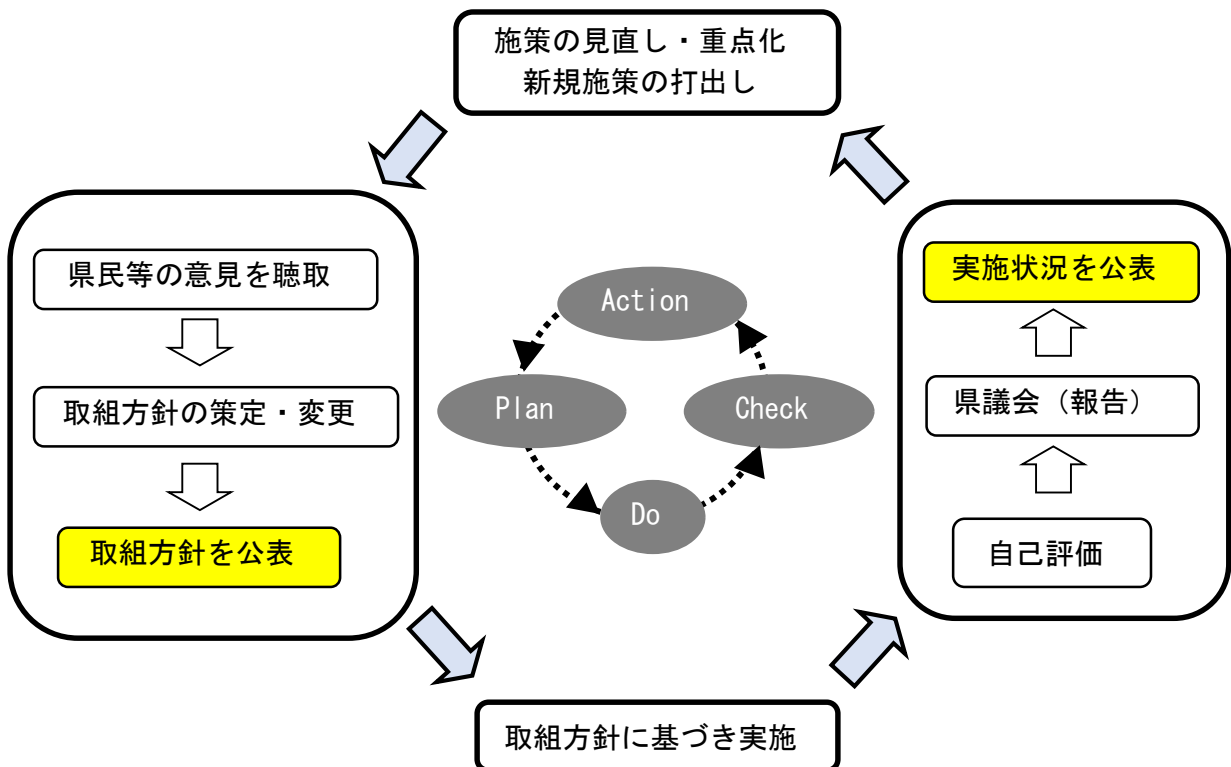 施策の見直し・重点化
新規施策の打出し
県民等の意見を聴取
取組方針の策定・変更
取組方針を公表
Action
Plan
Check
Do
実施状況を公表
県議会（報告）
自己評価
取組方針に基づき実施